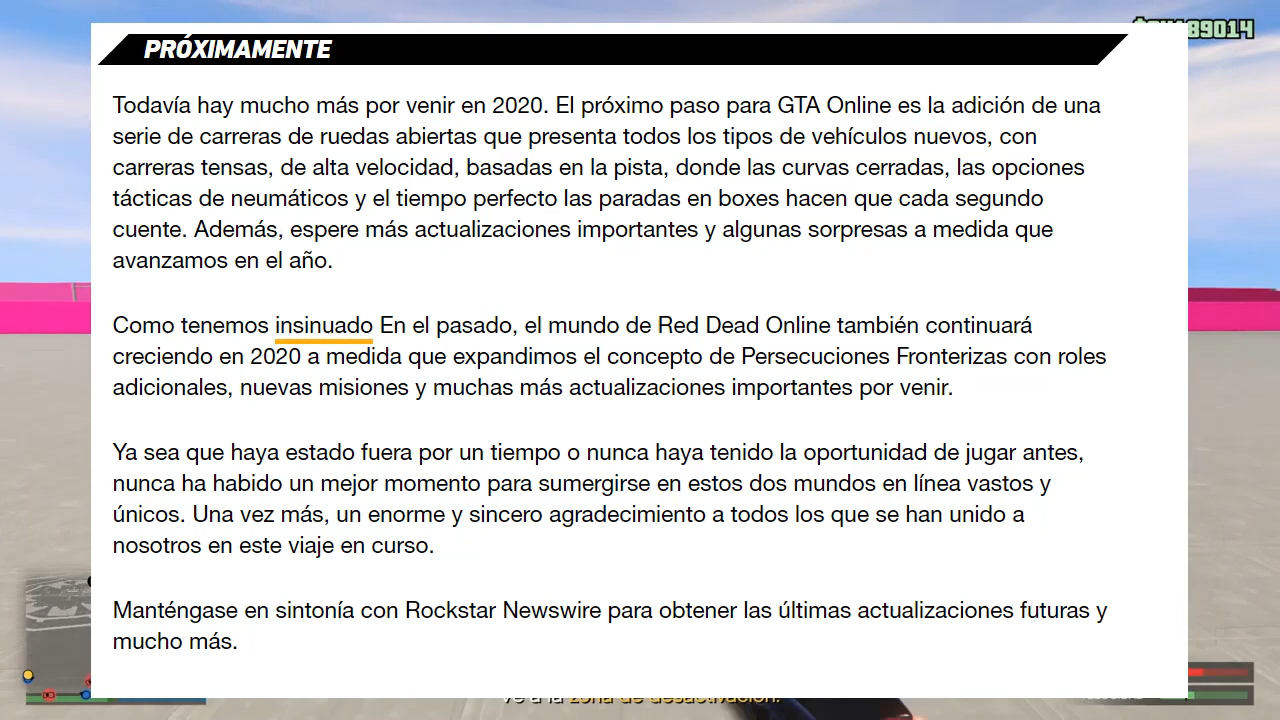 PRÓXIMAMENTE
Todavía hay mucho más por venir en 2020. El próximo paso para GTA Online es la adición de una
serie de carreras de ruedas abiertas que presenta todos los tipos de vehículos nuevos, con
carreras tensas, de alta velocidad, basadas en la pista, donde las curvas cerradas, las opciones
tácticas de neumáticos y el tiempo perfecto las paradas en boxes hacen que cada segundo
cuente. Además, espere más actualizaciones importantes y algunas sorpresas a medida que
avanzamos en el año.
Como tenemos insinuado En el pasado, el mundo de Red Dead Online también continuará
creciendo en 2020 a medida que expandimos el concepto de Persecuciones Fronterizas con roles
adicionales, nuevas misiones y muchas más actualizaciones importantes por venir.
Ya sea que haya estado fuera por un tiempo o nunca haya tenido la oportunidad de jugar antes,
nunca ha habido un mejor momento para sumergirse en estos dos mundos en línea vastos y
únicos. Una vez más, un enorme y sincero agradecimiento a todos los que se han unido a
nosotros en este viaje en curso.
Manténgase en sintonía con Rockstar Newswire para obtener las últimas actualizaciones futuras y
mucho más.
Ve a la zona de desactivación.